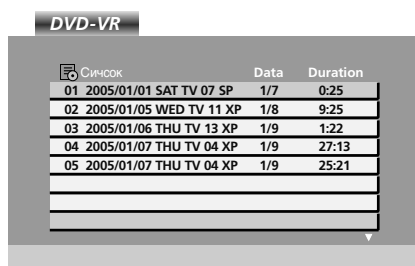 DVD-VR
Сичсок Data Duration
01 2005/01/01 SAT TV 07 SP 1/7 0:25
02 2005/01/05 WED TV 11 XP 1/8 9:25
03 2005/01/06 THU TV 13 XP 1/9 1:22
04 2005/01/07 THU TV 04 XP 1/9 27:13
05 2005/01/07 THU TV 04 XP 1/9 25:21